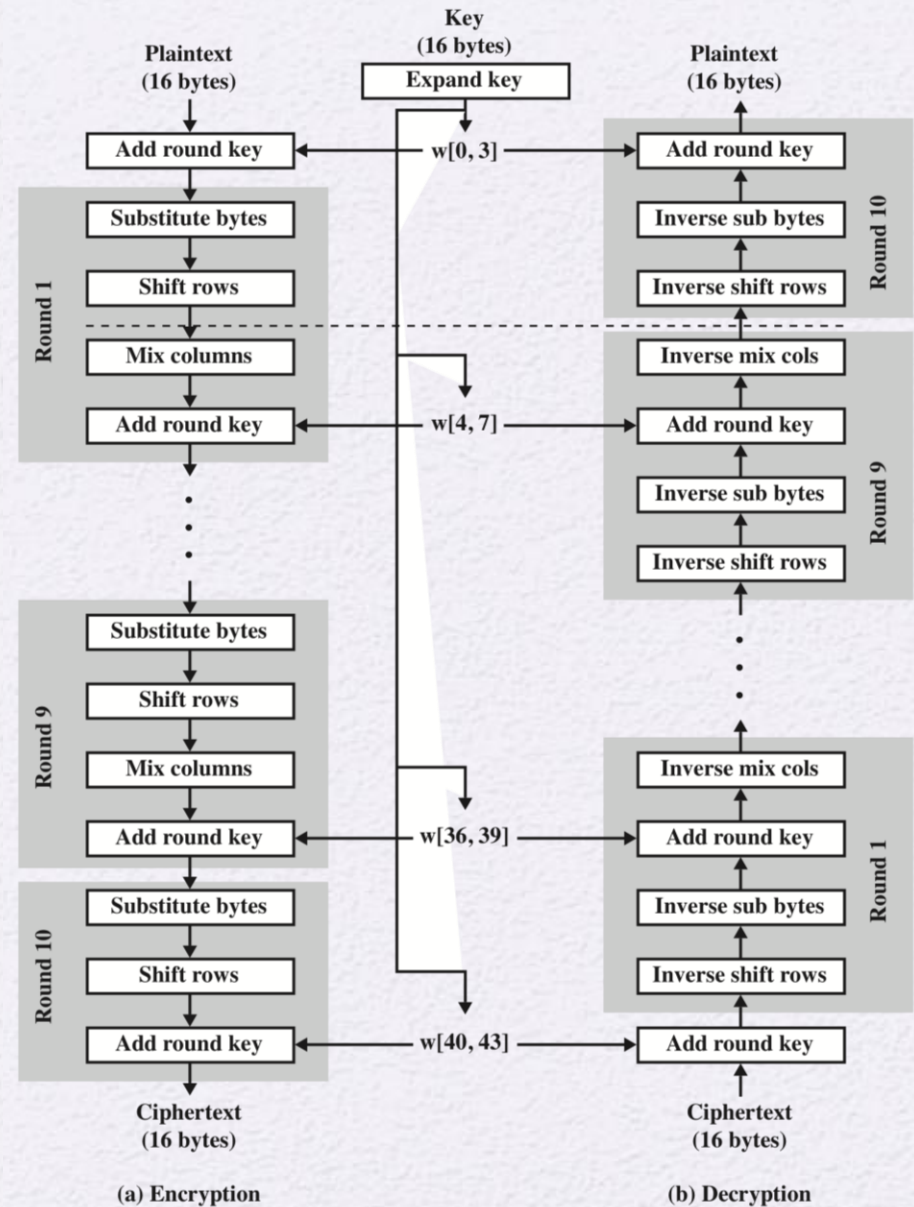 Key
(16 bytes)
Expand key
Plaintext
(16 bytes)
Add round key
Round 1
Substitute bytes
Shift rows
Mix columns
Add round key
Round 9
Substitute bytes
Shift rows
Mix columns
Add round key
Round 10
Substitute bytes
Shift rows
Add round key
Ciphertext
(16 bytes)
(a) Encryption
w[0, 3]
w[4, 7]
w[36, 39]
w[40, 43]
Plaintext
(16 bytes)
Add round key
Inverse sub bytes
Inverse shift rows
Round 10
Inverse mix cols
Add round key
Inverse sub bytes
Inverse shift rows
Round 9
Inverse mix cols
Add round key
Inverse sub bytes
Inverse shift rows
Round 1
Add round key
Ciphertext
(16 bytes)
(b) Decryption